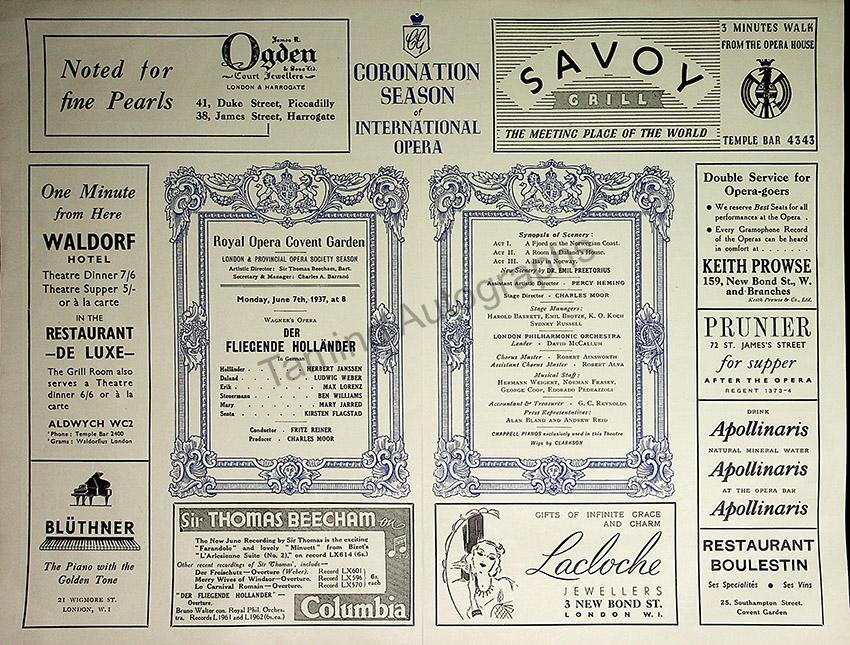 James R.
Ogden
& Sons Ltd.
Court Jewellers
LONDON & HARROGATE
Noted for
fine Pearls
41, Duke Street, Piccadilly
38, James Street, Harrogate
CG
CORONATION
SEASON
of
INTERNATIONAL
OPERA
SAVOY
GRILL
THE MEETING PLACE OF THE WORLD
3 MINUTES WALK
FROM THE OPERA HOUSE
TEMPLE BAR 4343
One Minute
from Here
WALDORF
HOTEL
Theatre Dinner 7/6
Theatre Supper 5/-
or à la carte
IN THE
RESTAURANT
—DE LUXE—
The Grill Room also
serves a Theatre
dinner 6/6 or à la
carte
ALDWYCH WC2
'Phone: Temple Bar 2400
'Grams: Waldorfius London
BLÜTHNER
The Piano with the
Golden Tone
21 WIGMORE ST.
LONDON, W.1
Royal Opera Covent Garden
LONDON & PROVINCIAL OPERA SOCIETY SEASON
Artistic Director: Sir Thomas Beecham, Bart.
Secretary & Manager: Charles A. Barrand
Monday, June 7th, 1937, at 8
WAGNER'S OPERA
DER
FLIEGENDE HOLLÄNDER
In German
Holländer . . . HERBERT JANSSEN
Daland . . . . LUDWIG WEBER
Erik . . . . MAX LORENZ
Steuermann . . . BEN WILLIAMS
Mary . . . . MARY JARRED
Senta . . . . KIRSTEN FLAGSTAD
Conductor - FRITZ REINER
Producer - CHARLES MOOR
Synopsis of Scenery:
ACT I. A Fjord on the Norwegian Coast.
ACT II. A Room in Daland's House.
ACT III. A Bay in Norway.
New Scenery by DR. EMIL PREETORIUS
Assistant Artistic Director - PERCY HEMING
Stage Director - CHARLES MOOR
Stage Managers:
HAROLD BARRETT, EMIL BHOTZE, K. O. KOCH
SYDNEY RUSSELL
LONDON PHILHARMONIC ORCHESTRA
Leader - DAVID McCALLUM
Chorus Master - ROBERT AINSWORTH
Assistant Chorus Master - ROBERT ALVA
Musical Staff:
HERMANN WEIGERT, NORMAN FRASEY,
GEORGE COOP, EDOARDO PEDRAZZOLI
Accountant & Treasurer - G. C. REYNOLDS
Press Representatives:
ALAN BLAND and ANDREW REID
CHAPPELL PIANOS exclusively used in this Theatre
Wigs by CLARKSON
Tamino Autographs
Sir THOMAS BEECHAM on
The New June Recording by Sir Thomas is the exciting
"Farandole" and lovely "Minuett" from Bizet's
"L'Arlesienne Suite (No. 2)," on record LX614 (6s.)
Other recent recordings of Sir Thomas', include—
Der Freischutz—Overture (Weber). Record LX601
Merry Wives of Windsor—Overture. Record LX596
Le Carnival Romain—Overture. Record LX570
6s.
each
"DER FLIEGENDE HOLLANDER"
Overture.
Bruno Walter con. Royal Phil. Orches-
tra. Records L1961 and L1962 (6s. ea.)
Columbia
GIFTS OF INFINITE GRACE
AND CHARM
Lacloche
JEWELLERS
3 NEW BOND ST.
LONDON W.1.
Double Service for
Opera-goers
● We reserve Best Seats for all
performances at the Opera .
● Every Gramophone Record
of the Operas can be heard
in comfort at . . . . . .
KEITH PROWSE
159, New Bond St., W.
and Branches
Keith Prowse & Co., Ltd.
PRUNIER
72 ST. JAMES'S STREET
for supper
AFTER THE OPERA
REGENT 1373-4
DRINK
Apollinaris
NATURAL MINERAL WATER
Apollinaris
AT THE OPERA BAR
Apollinaris
RESTAURANT
BOULESTIN
Ses Specialités ● Ses Vins
25, Southampton Street,
Covent Garden